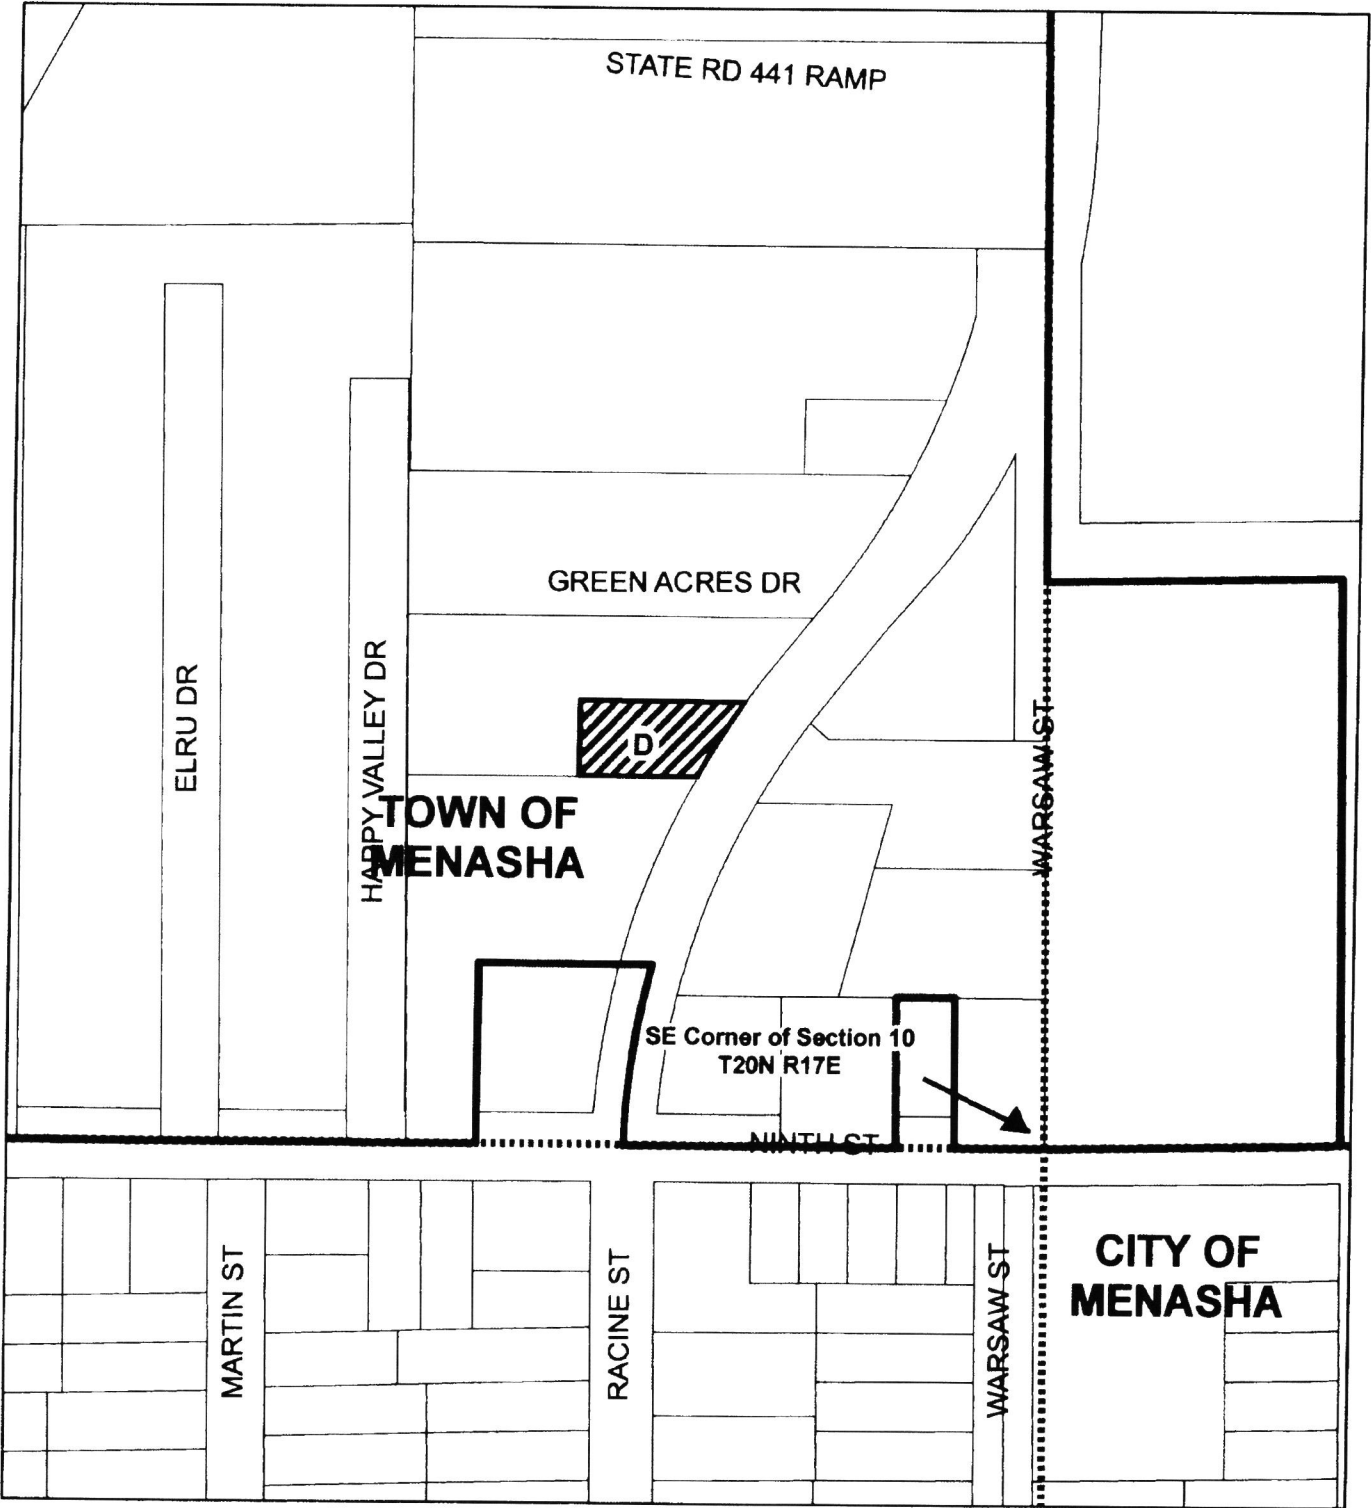 STATE RD 441 RAMP
GREEN ACRES DR
ELRU DR
HAPPY VALLEY DR
D
WARSAW ST
TOWN OF
MENASHA
SE Corner of Section 10
T20N R17E
NINTH ST
MARTIN ST
RACINE ST
WARSAW ST
CITY OF
MENASHA